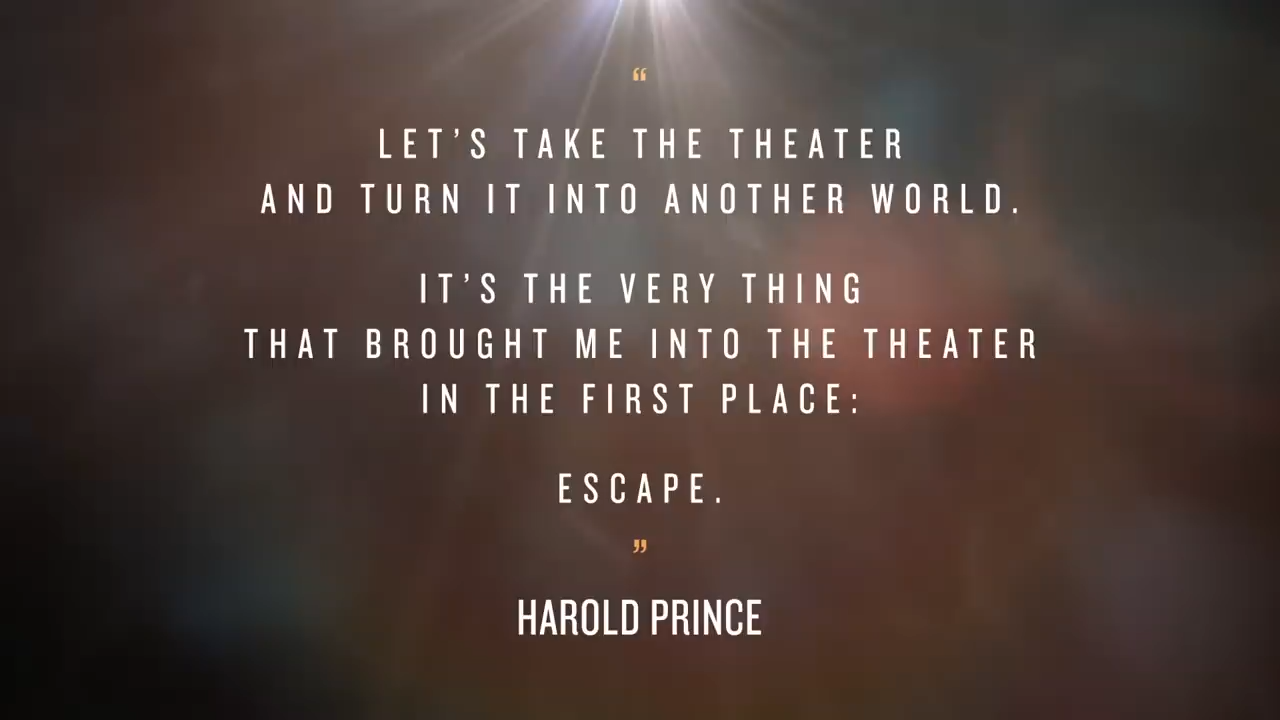 “
LET’S TAKE THE THEATER
AND TURN IT INTO ANOTHER WORLD.
IT’S THE VERY THING
THAT BROUGHT ME INTO THE THEATER
IN THE FIRST PLACE:
ESCAPE.
”
HAROLD PRINCE